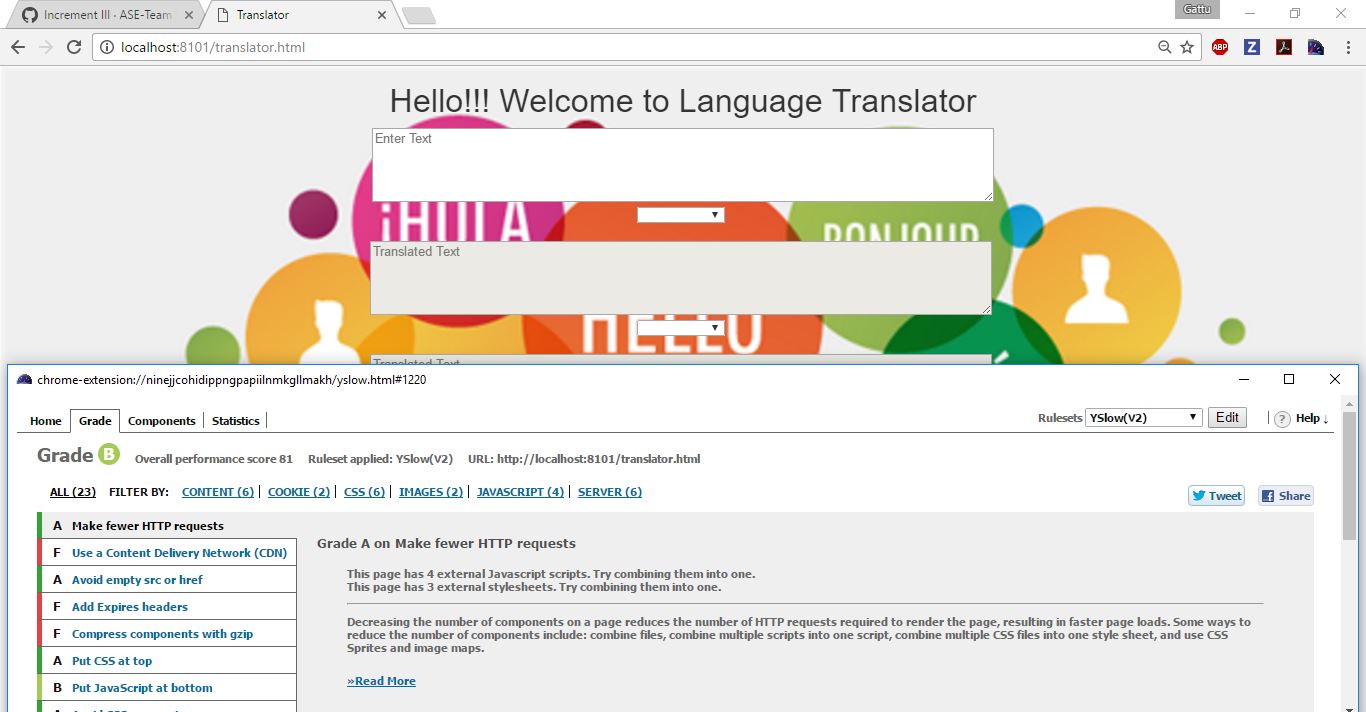 Increment III · ASE-Team
Translator
Gattu
localhost:8101/translator.html
ABP
Z
Hello!!! Welcome to Language Translator
Enter Text
¡HOLA
BONJOUR
Translated Text
HELLO
Translated Text
chrome-extension://ninejjcohidippngpapiilnmkgllmakh/yslow.html#1220
Home Grade Components Statistics
Rulesets YSlow(V2) Edit ? Help ↓
Grade B Overall performance score 81 Ruleset applied: YSlow(V2) URL: http://localhost:8101/translator.html
ALL (23) FILTER BY: CONTENT (6) | COOKIE (2) | CSS (6) | IMAGES (2) | JAVASCRIPT (4) | SERVER (6)
Tweet Share
A Make fewer HTTP requests
F Use a Content Delivery Network (CDN)
A Avoid empty src or href
F Add Expires headers
F Compress components with gzip
A Put CSS at top
B Put JavaScript at bottom
Grade A on Make fewer HTTP requests
This page has 4 external Javascript scripts. Try combining them into one.
This page has 3 external stylesheets. Try combining them into one.
Decreasing the number of components on a page reduces the number of HTTP requests required to render the page, resulting in faster page loads. Some ways to
reduce the number of components include: combine files, combine multiple scripts into one script, combine multiple CSS files into one style sheet, and use CSS
Sprites and image maps.
»Read More